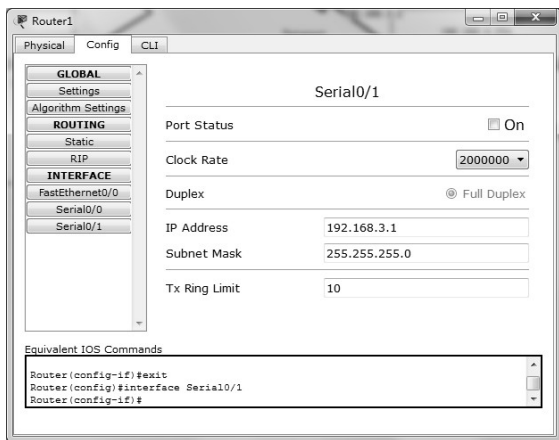 Router1
Physical Config CLI
GLOBAL
Settings
Algorithm Settings
ROUTING
Static
RIP
INTERFACE
FastEthernet0/0
Serial0/0
Serial0/1
Serial0/1
Port Status On
Clock Rate 2000000
Duplex Full Duplex
IP Address 192.168.3.1
Subnet Mask 255.255.255.0
Tx Ring Limit 10
Equivalent IOS Commands
Router(config-if)#exit
Router(config)#interface Serial0/1
Router(config-if)#